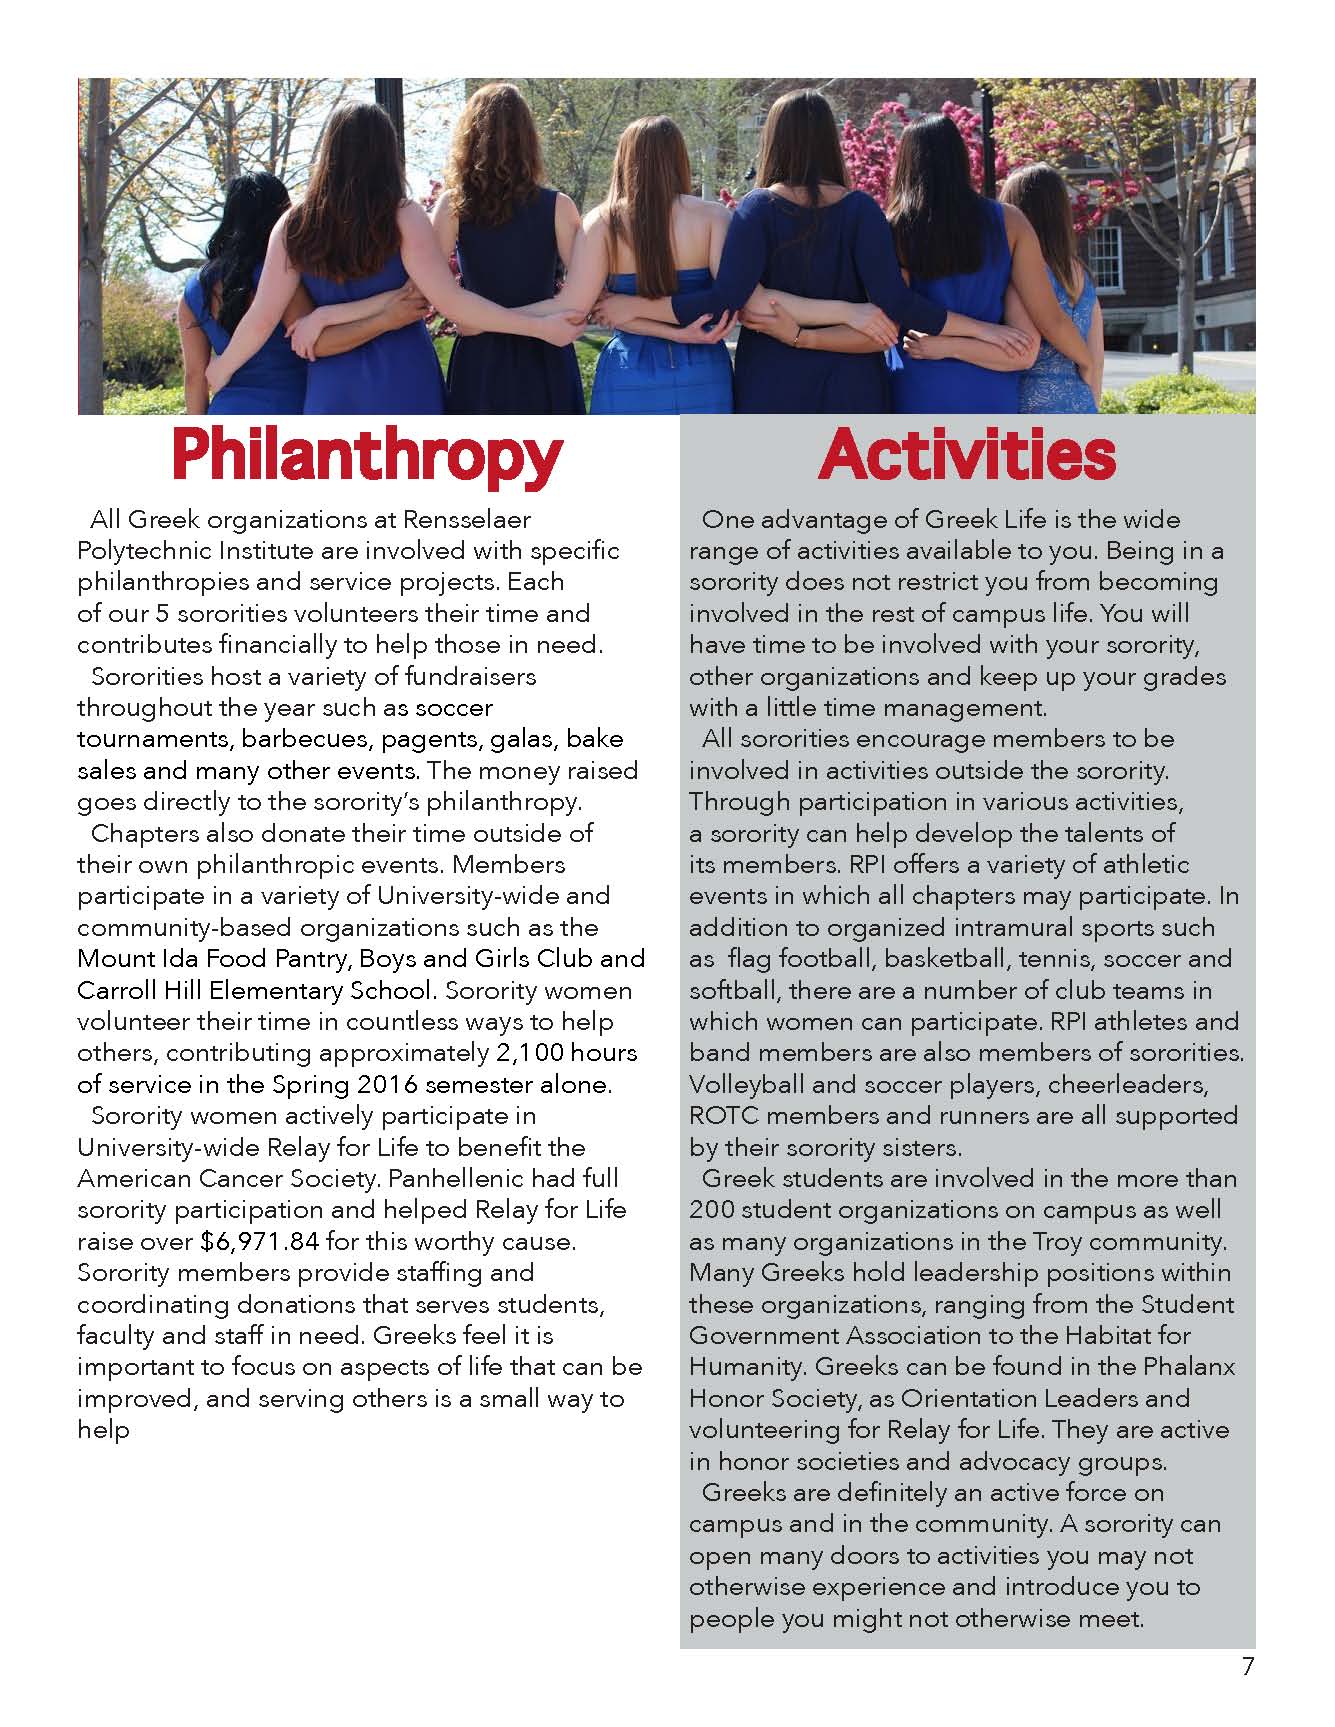 Philanthropy
All Greek organizations at Rensselaer
Polytechnic Institute are involved with specific
philanthropies and service projects. Each
of our 5 sororities volunteers their time and
contributes financially to help those in need.
Sororities host a variety of fundraisers
throughout the year such as soccer
tournaments, barbecues, pagents, galas, bake
sales and many other events. The money raised
goes directly to the sorority’s philanthropy.
Chapters also donate their time outside of
their own philanthropic events. Members
participate in a variety of University-wide and
community-based organizations such as the
Mount Ida Food Pantry, Boys and Girls Club and
Carroll Hill Elementary School. Sorority women
volunteer their time in countless ways to help
others, contributing approximately 2,100 hours
of service in the Spring 2016 semester alone.
Sorority women actively participate in
University-wide Relay for Life to benefit the
American Cancer Society. Panhellenic had full
sorority participation and helped Relay for Life
raise over $6,971.84 for this worthy cause.
Sorority members provide staffing and
coordinating donations that serves students,
faculty and staff in need. Greeks feel it is
important to focus on aspects of life that can be
improved, and serving others is a small way to
help
Activities
One advantage of Greek Life is the wide
range of activities available to you. Being in a
sorority does not restrict you from becoming
involved in the rest of campus life. You will
have time to be involved with your sorority,
other organizations and keep up your grades
with a little time management.
All sororities encourage members to be
involved in activities outside the sorority.
Through participation in various activities,
a sorority can help develop the talents of
its members. RPI offers a variety of athletic
events in which all chapters may participate. In
addition to organized intramural sports such
as  flag football, basketball, tennis, soccer and
softball, there are a number of club teams in
which women can participate. RPI athletes and
band members are also members of sororities.
Volleyball and soccer players, cheerleaders,
ROTC members and runners are all supported
by their sorority sisters.
Greek students are involved in the more than
200 student organizations on campus as well
as many organizations in the Troy community.
Many Greeks hold leadership positions within
these organizations, ranging from the Student
Government Association to the Habitat for
Humanity. Greeks can be found in the Phalanx
Honor Society, as Orientation Leaders and
volunteering for Relay for Life. They are active
in honor societies and advocacy groups.
Greeks are definitely an active force on
campus and in the community. A sorority can
open many doors to activities you may not
otherwise experience and introduce you to
people you might not otherwise meet.
7